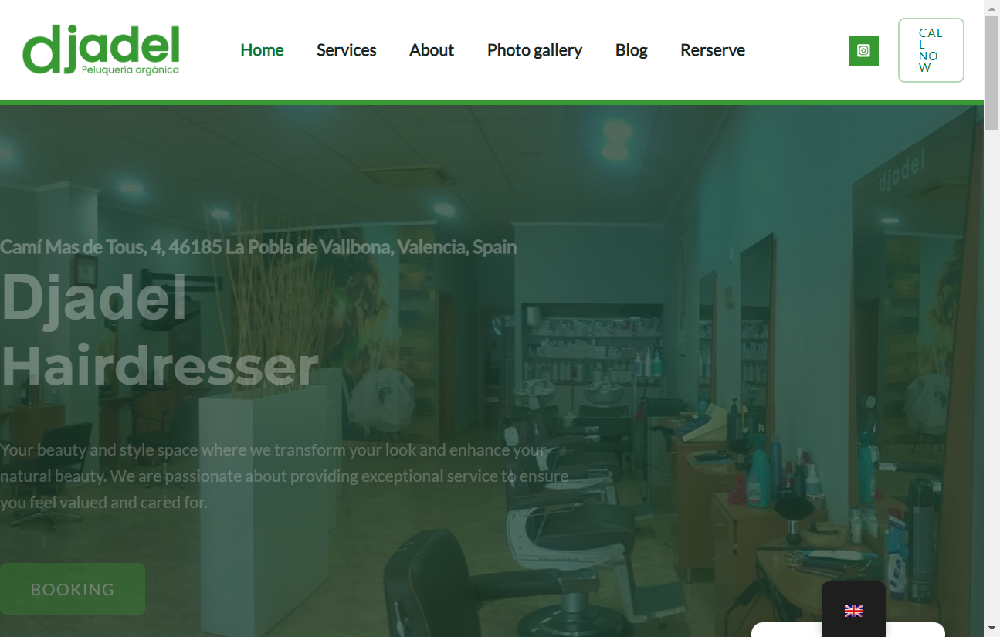 djadel
Peluquería orgánica
Home
Services
About
Photo gallery
Blog
Rerserve
CAL
L
NO
W
djadel
Camí Mas de Tous, 4, 46185 La Pobla de Vallbona, Valencia, Spain
Djadel
Hairdresser
Your beauty and style space where we transform your look and enhance your
natural beauty. We are passionate about providing exceptional service to ensure
you feel valued and cared for.
BOOKING